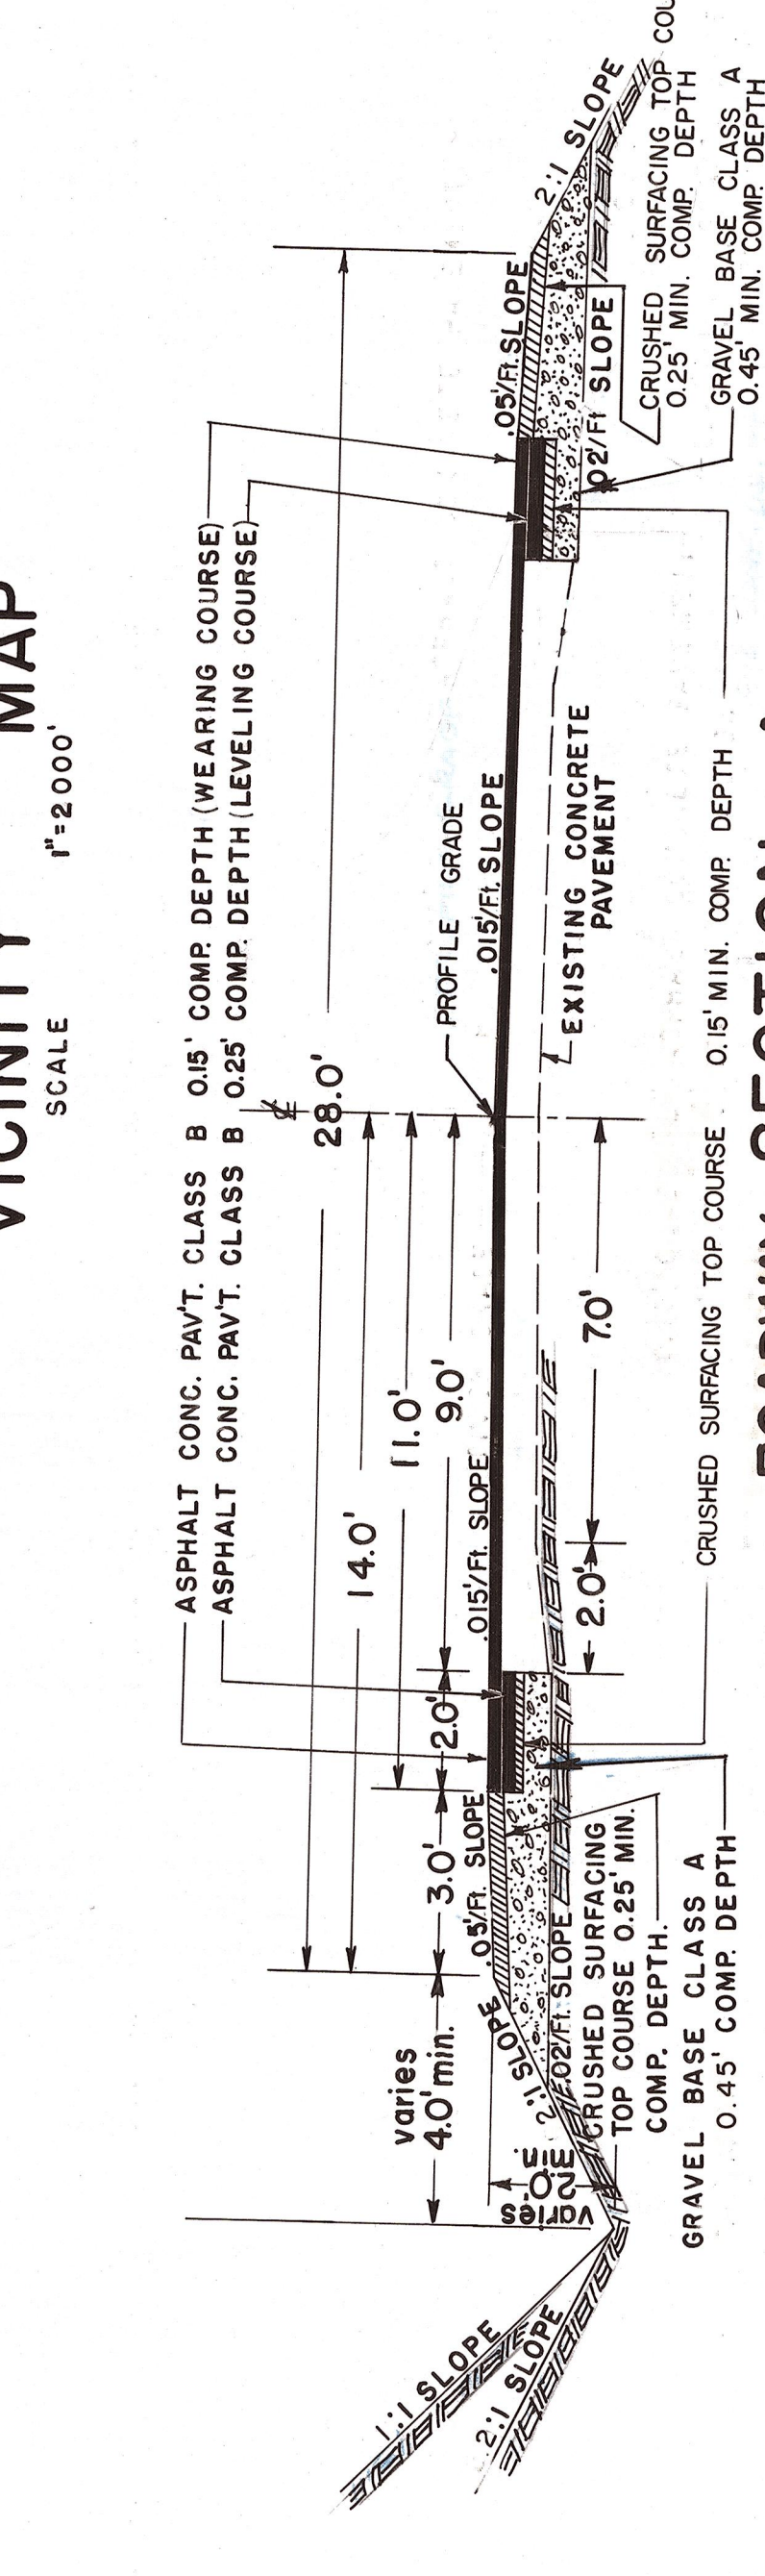 VICINITY MAP
SCALE 1"=2000'
ASPHALT CONC. PAV'T. CLASS B 0.15' COMP. DEPTH (WEARING COURSE)
ASPHALT CONC. PAV'T. CLASS B 0.25' COMP. DEPTH (LEVELING COURSE)
28.0'
14.0'
11.0'
9.0'
2.0'
3.0'
varies
4.0' min.
PROFILE GRADE
.05'/Ft. SLOPE
.015'/Ft. SLOPE
.015'/Ft. SLOPE
.05'/Ft. SLOPE
2:1 SLOPE
1:1 SLOPE
2:1 SLOPE
2:1 SLOPE
varies
2.0' min.
.02'/Ft. SLOPE
.02'/Ft SLOPE
EXISTING CONCRETE
PAVEMENT
2.0'
7.0'
CRUSHED SURFACING
TOP COURSE 0.25' MIN.
COMP. DEPTH.
GRAVEL BASE CLASS A
0.45' COMP. DEPTH
CRUSHED SURFACING TOP COURSE 0.15' MIN. COMP. DEPTH
CRUSHED SURFACING TOP COU
0.25' MIN. COMP. DEPTH
GRAVEL BASE CLASS A
0.45' MIN. COMP. DEPTH
ROADWAY SECTION